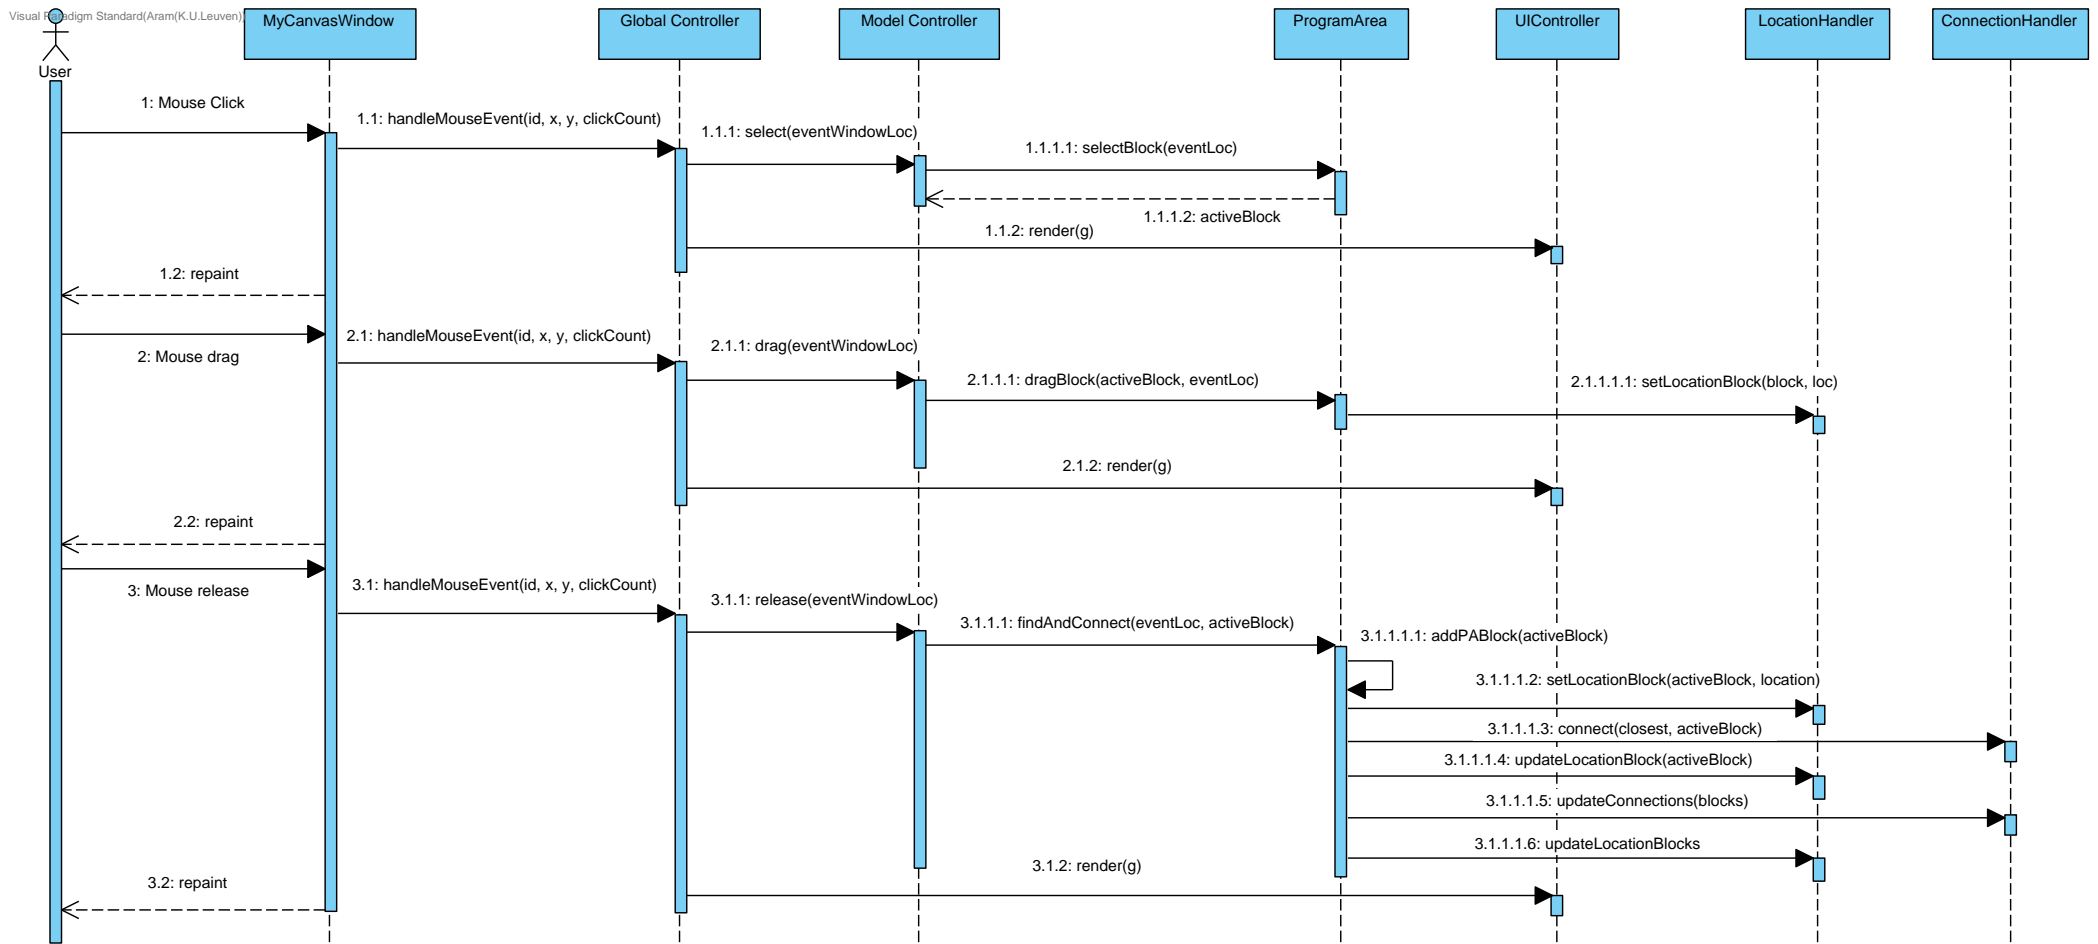 Visual Paradigm Standard(Aram(K.U.Leuven))
User
MyCanvasWindow
Global Controller
Model Controller
ProgramArea
UIController
LocationHandler
ConnectionHandler
1: Mouse Click
1.1: handleMouseEvent(id, x, y, clickCount)
1.1.1: select(eventWindowLoc)
1.1.1.1: selectBlock(eventLoc)
1.1.1.2: activeBlock
1.1.2: render(g)
1.2: repaint
2: Mouse drag
2.1: handleMouseEvent(id, x, y, clickCount)
2.1.1: drag(eventWindowLoc)
2.1.1.1: dragBlock(activeBlock, eventLoc)
2.1.1.1.1: setLocationBlock(block, loc)
2.1.2: render(g)
2.2: repaint
3: Mouse release
3.1: handleMouseEvent(id, x, y, clickCount)
3.1.1: release(eventWindowLoc)
3.1.1.1: findAndConnect(eventLoc, activeBlock)
3.1.1.1.1: addPABlock(activeBlock)
3.1.1.1.2: setLocationBlock(activeBlock, location)
3.1.1.1.3: connect(closest, activeBlock)
3.1.1.1.4: updateLocationBlock(activeBlock)
3.1.1.1.5: updateConnections(blocks)
3.1.1.1.6: updateLocationBlocks
3.1.2: render(g)
3.2: repaint